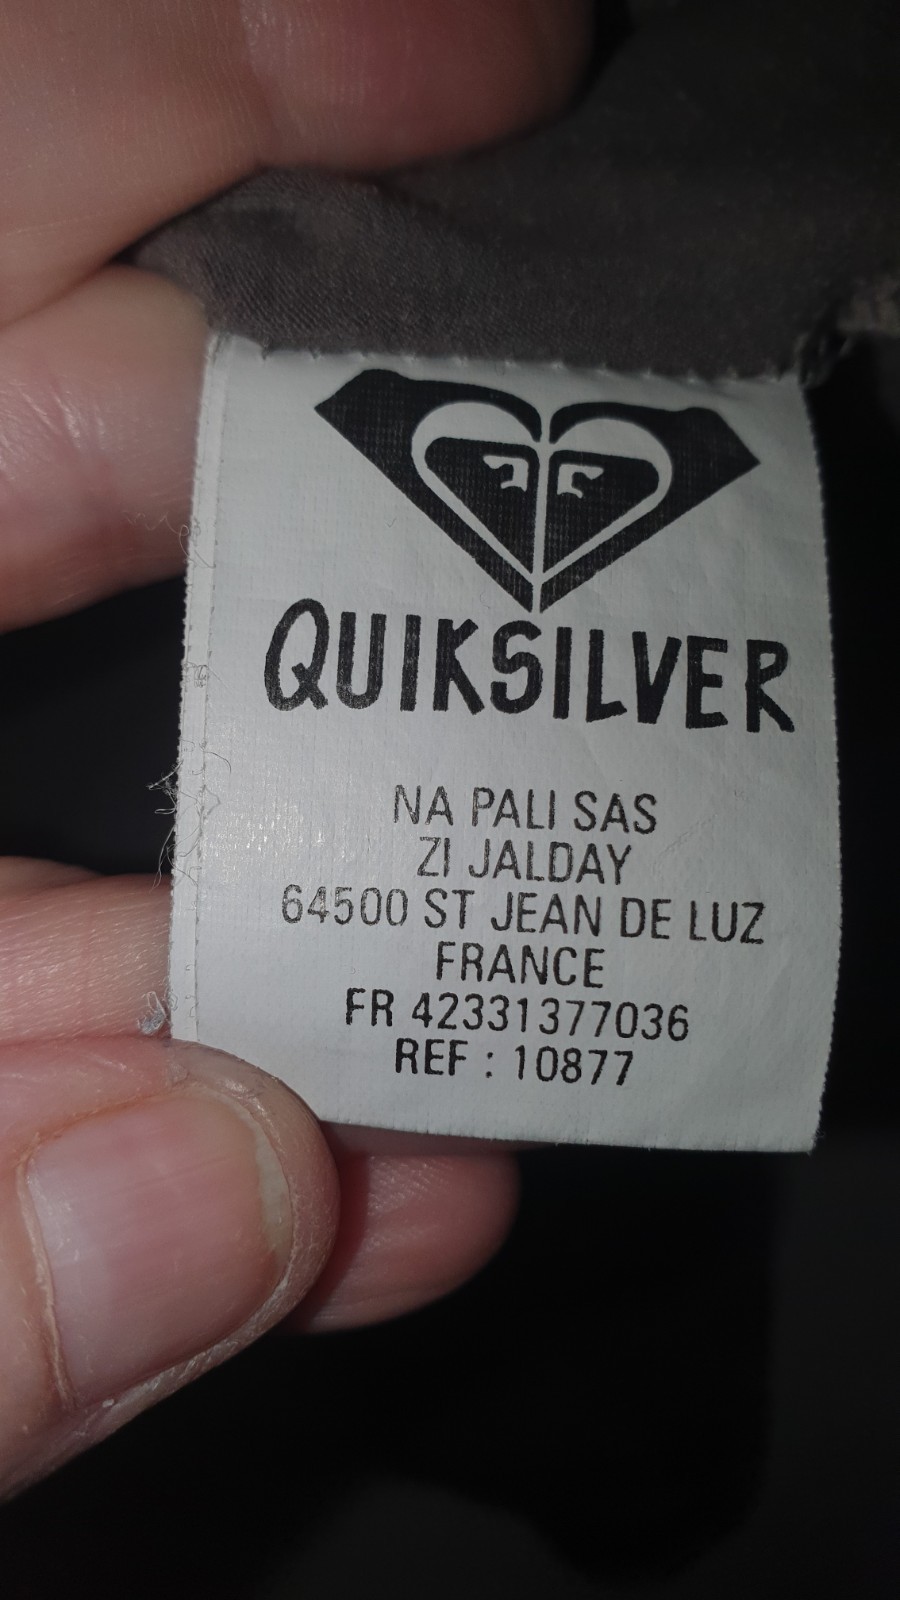 QUIKSILVER
NA PALI SAS
ZI JALDAY
64500 ST JEAN DE LUZ
FRANCE
FR 42331377036
REF : 10877